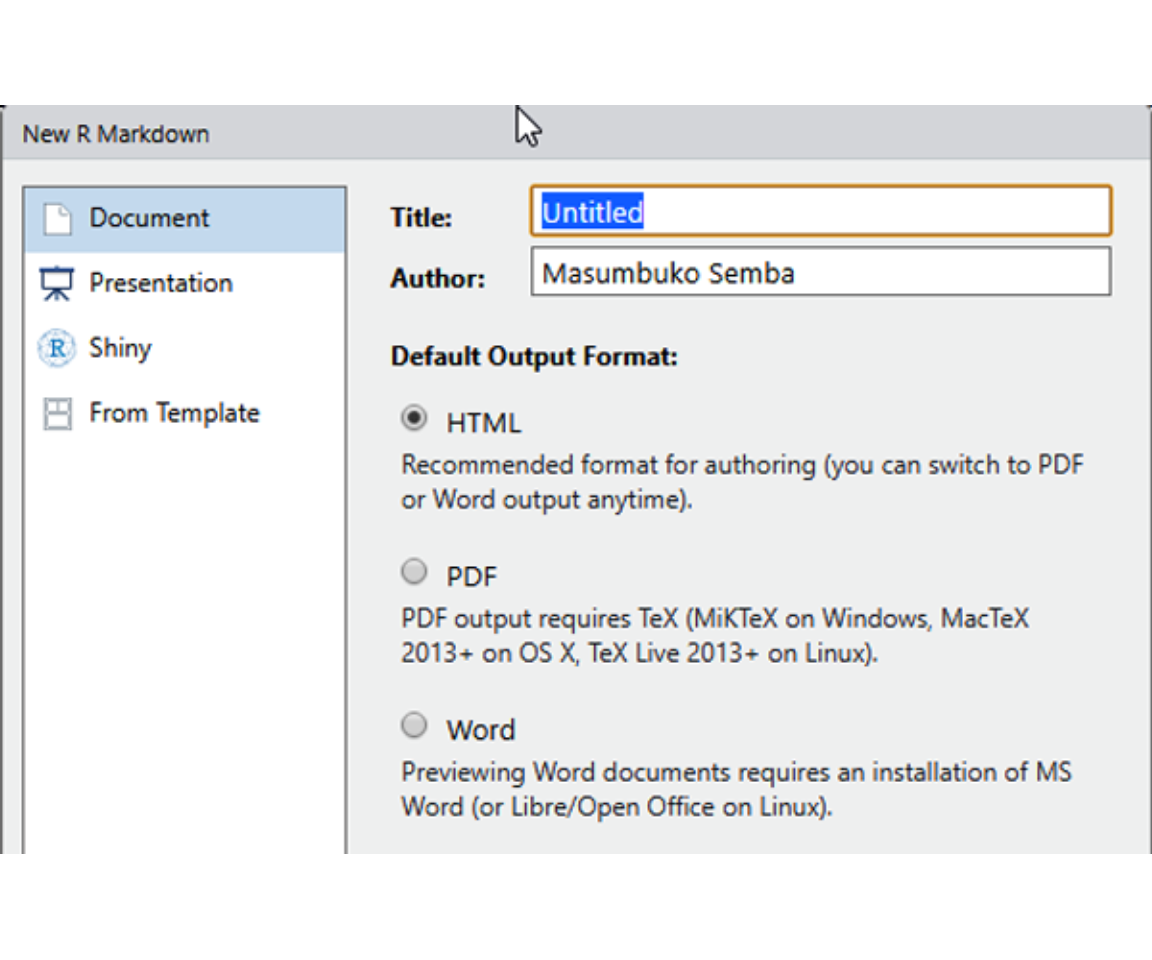 New R Markdown
Document
Presentation
Shiny
From Template
Title: Untitled
Author: Masumbuko Semba
Default Output Format:
HTML
Recommended format for authoring (you can switch to PDF
or Word output anytime).
PDF
PDF output requires TeX (MiKTeX on Windows, MacTeX
2013+ on OS X, TeX Live 2013+ on Linux).
Word
Previewing Word documents requires an installation of MS
Word (or Libre/Open Office on Linux).